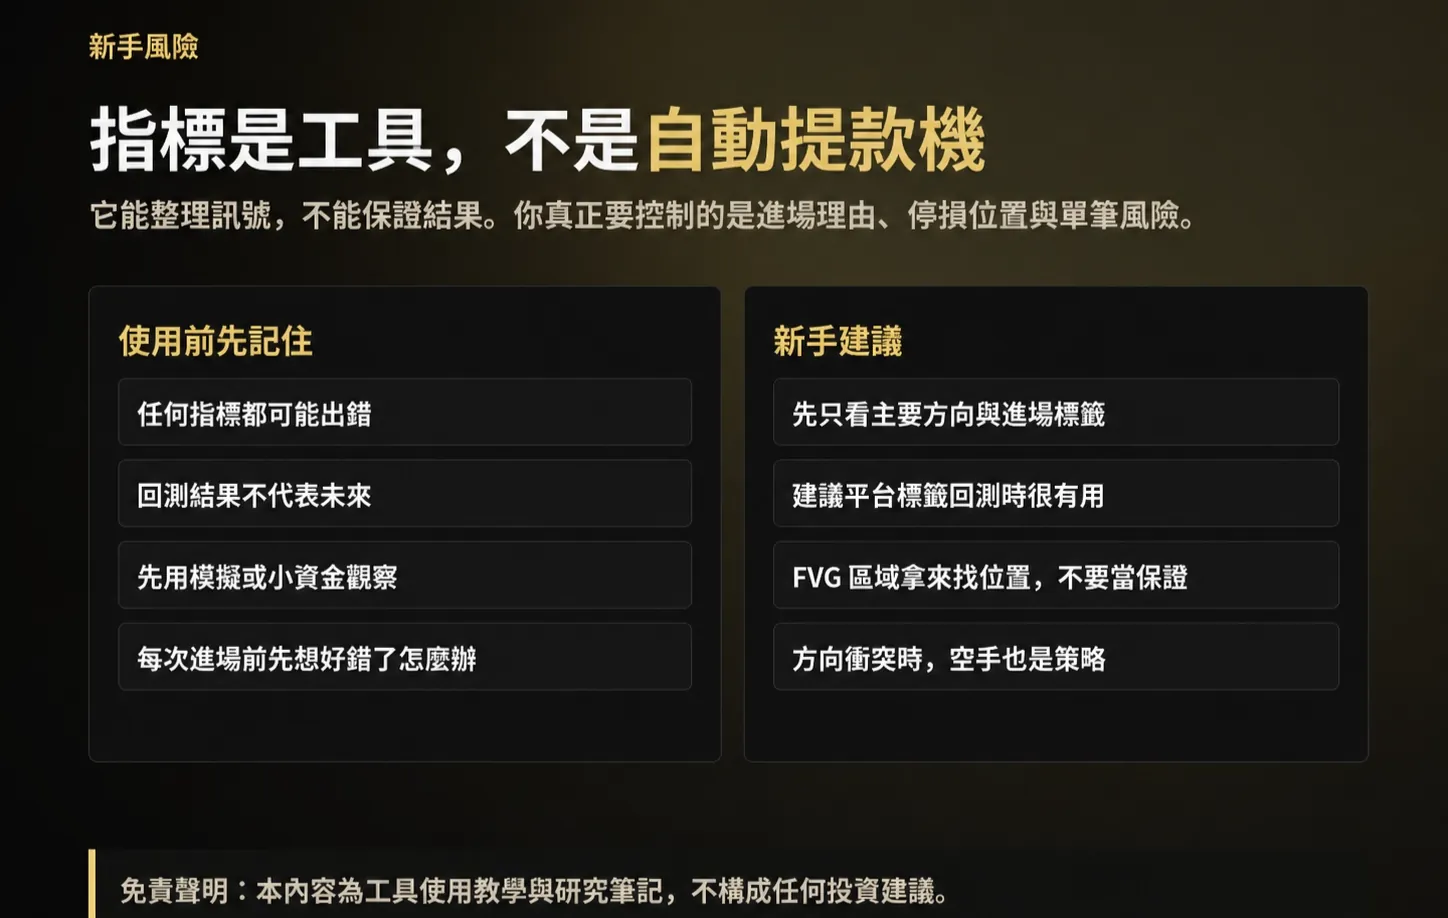 新手風險
指標是工具，不是自動提款機
它能整理訊號，不能保證結果。你真正要控制的是進場理由、停損位置與單筆風險。
使用前先記住
任何指標都可能出錯
回測結果不代表未來
先用模擬或小資金觀察
每次進場前先想好錯了怎麼辦
新手建議
先只看主要方向與進場標籤
建議平台標籤回測時很有用
FVG 區域拿來找位置，不要當保證
方向衝突時，空手也是策略
免責聲明：本內容為工具使用教學與研究筆記，不構成任何投資建議。